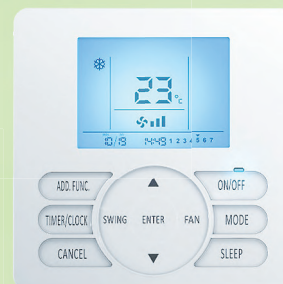 23 °C
10/19 14:49 1 2 3 4 5 6 7
ADD. FUNC.
ON/OFF
TIMER/CLOCK
SWING
ENTER
FAN
MODE
CANCEL
SLEEP